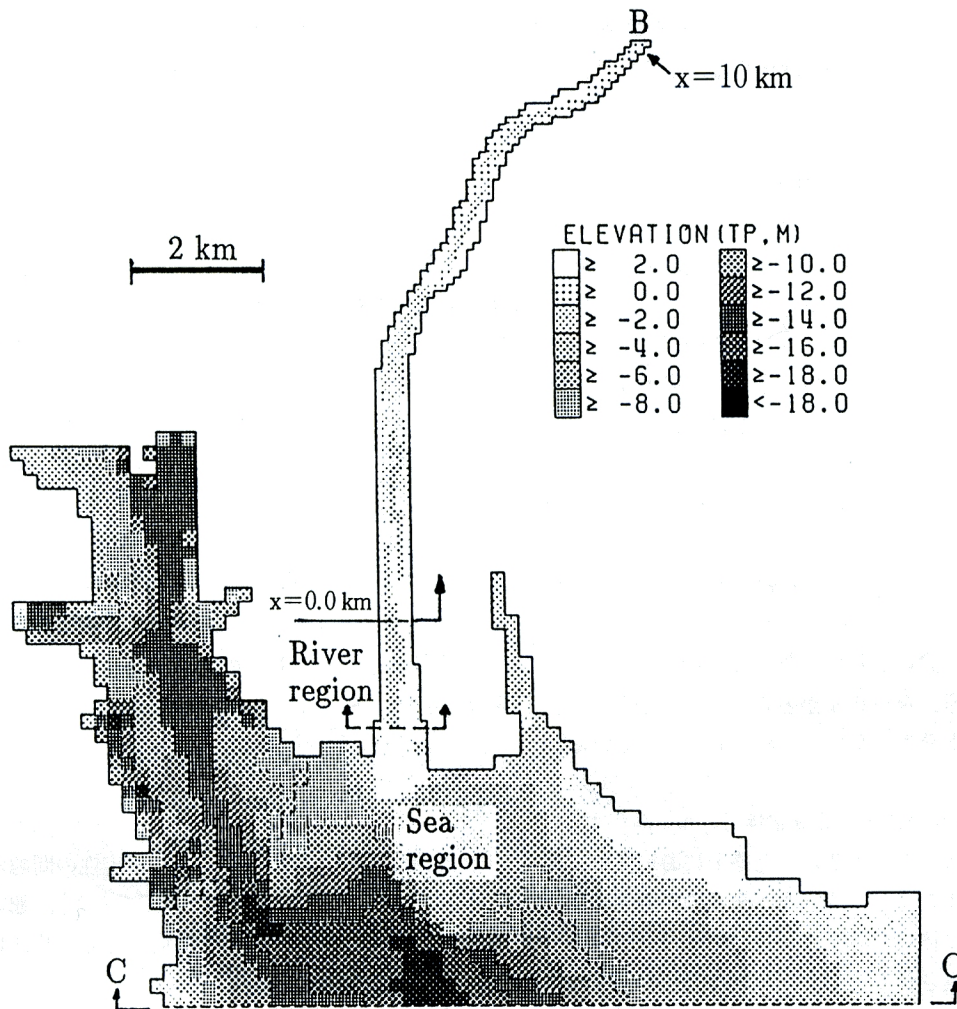 B
x=10 km
2 km
ELEVATION(TP,M)
≥ 2.0
≥ 0.0
≥ -2.0
≥ -4.0
≥ -6.0
≥ -8.0
≥-10.0
≥-12.0
≥-14.0
≥-16.0
≥-18.0
<-18.0
x=0.0 km
River
region
Sea
region
C
C